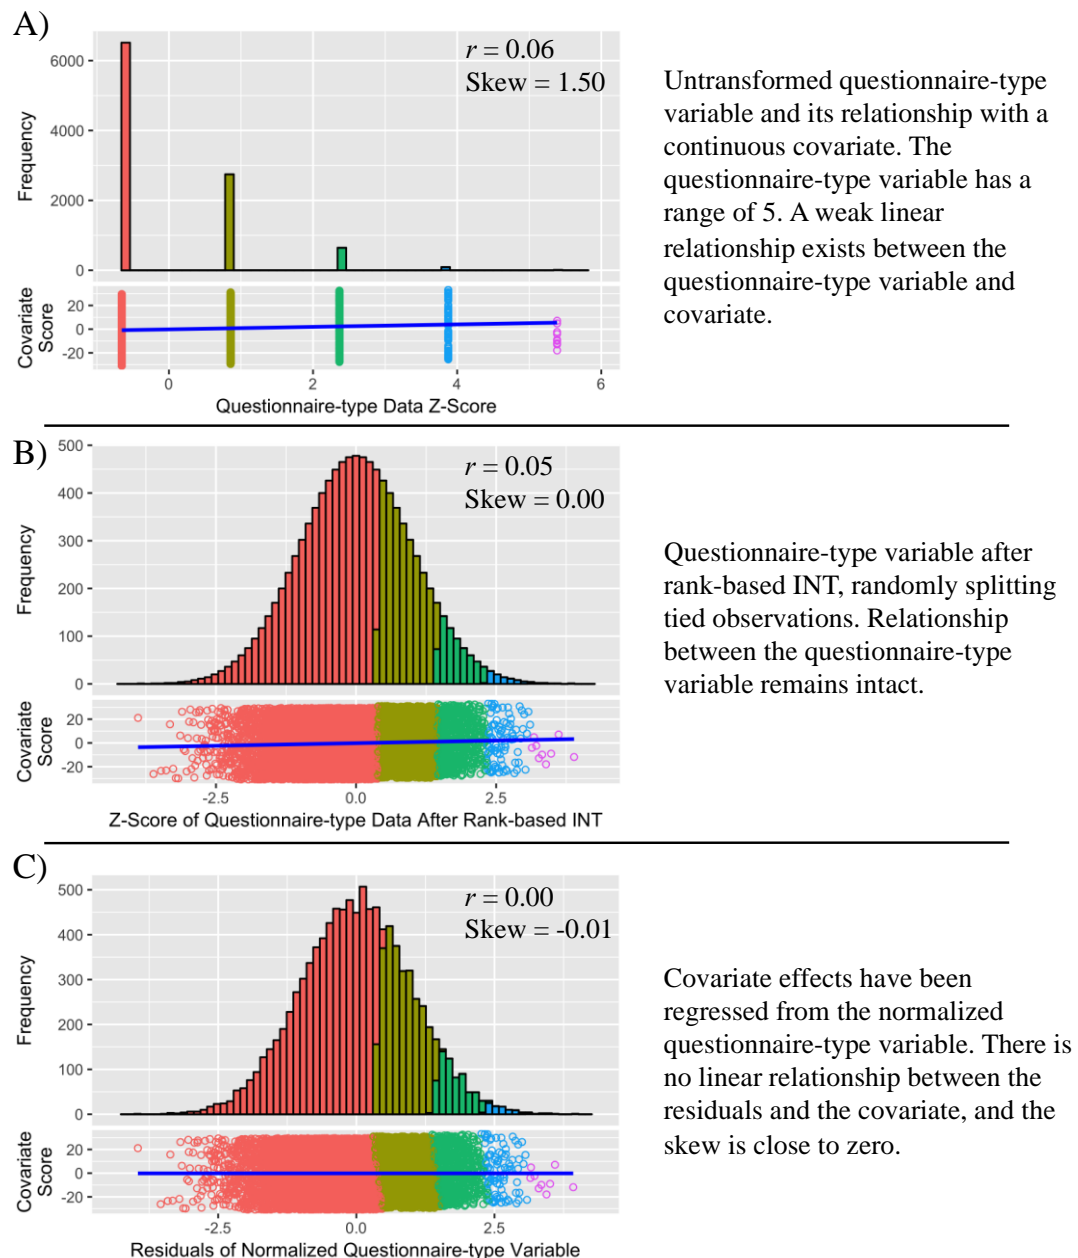 A)
r = 0.06
Skew = 1.50
6000
4000
2000
0
Frequency
20
0
-20
Covariate
Score
0 2 4 6
Questionnaire-type Data Z-Score
Untransformed questionnaire-type
variable and its relationship with a
continuous covariate. The
questionnaire-type variable has a
range of 5. A weak linear
relationship exists between the
questionnaire-type variable and
covariate.
B)
r = 0.05
Skew = 0.00
500
400
300
200
100
0
Frequency
20
0
-20
Covariate
Score
-2.5 0.0 2.5
Z-Score of Questionnaire-type Data After Rank-based INT
Questionnaire-type variable after
rank-based INT, randomly splitting
tied observations. Relationship
between the questionnaire-type
variable remains intact.
C)
r = 0.00
Skew = -0.01
500
400
300
200
100
0
Frequency
20
0
-20
Covariate
Score
-2.5 0.0 2.5
Residuals of Normalized Questionnaire-type Variable
Covariate effects have been
regressed from the normalized
questionnaire-type variable. There is
no linear relationship between the
residuals and the covariate, and the
skew is close to zero.